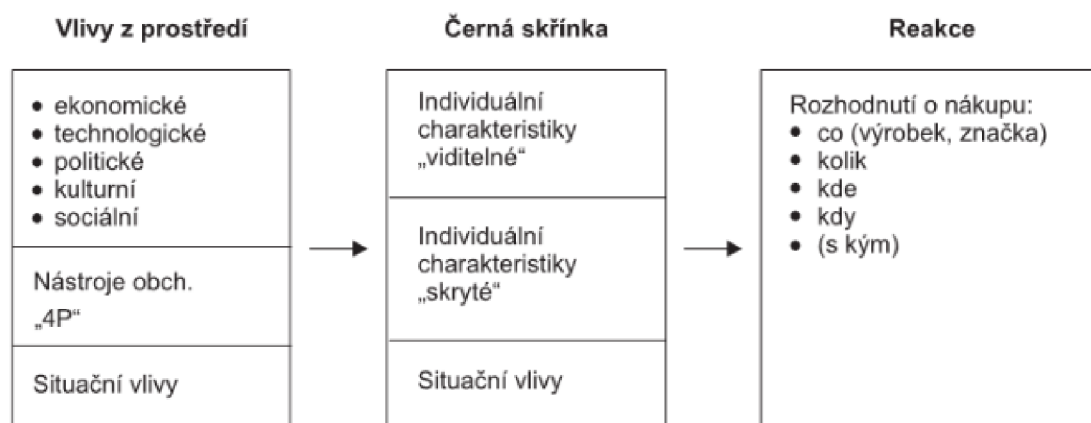 Vlivy z prostředí
• ekonomické
• technologické
• politické
• kulturní
• sociální
Nástroje obch.
„4P“
Situační vlivy
Černá skřínka
Individuální
charakteristiky
„viditelné“
Individuální
charakteristiky
„skryté“
Situační vlivy
Reakce
Rozhodnutí o nákupu:
• co (výrobek, značka)
• kolik
• kde
• kdy
• (s kým)